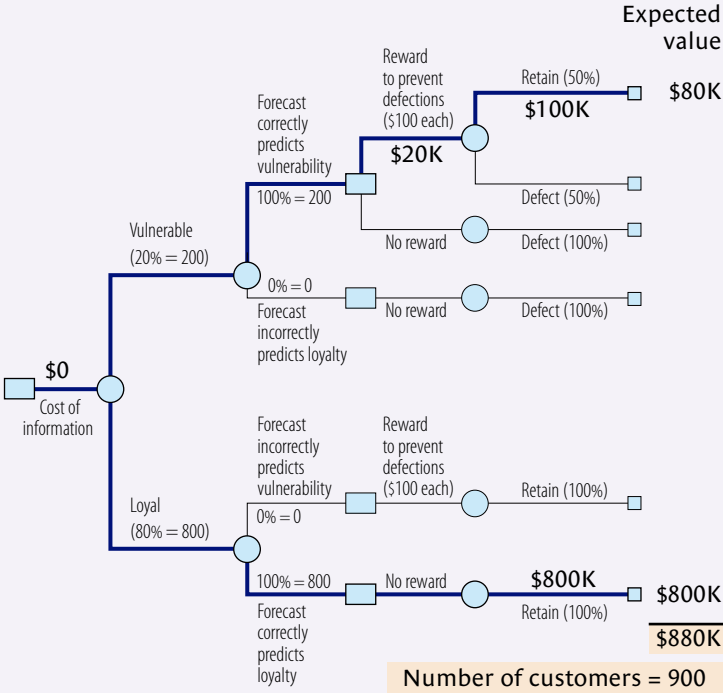 Expected
value
Reward
to prevent
defections
($100 each)
Retain (50%)
$80K
$100K
Forecast
correctly
predicts
vulnerability
$20K
100% = 200
Defect (50%)
Vulnerable
(20% = 200)
No reward
Defect (100%)
0% = 0
No reward
Defect (100%)
Forecast
incorrectly
predicts loyalty
$0
Cost of
information
Forecast
incorrectly
predicts
vulnerability
Reward
to prevent
defections
($100 each)
Retain (100%)
Loyal
(80% = 800)
0% = 0
100% = 800
No reward
$800K
$800K
Retain (100%)
Forecast
correctly
predicts
loyalty
$880K
Number of customers = 900